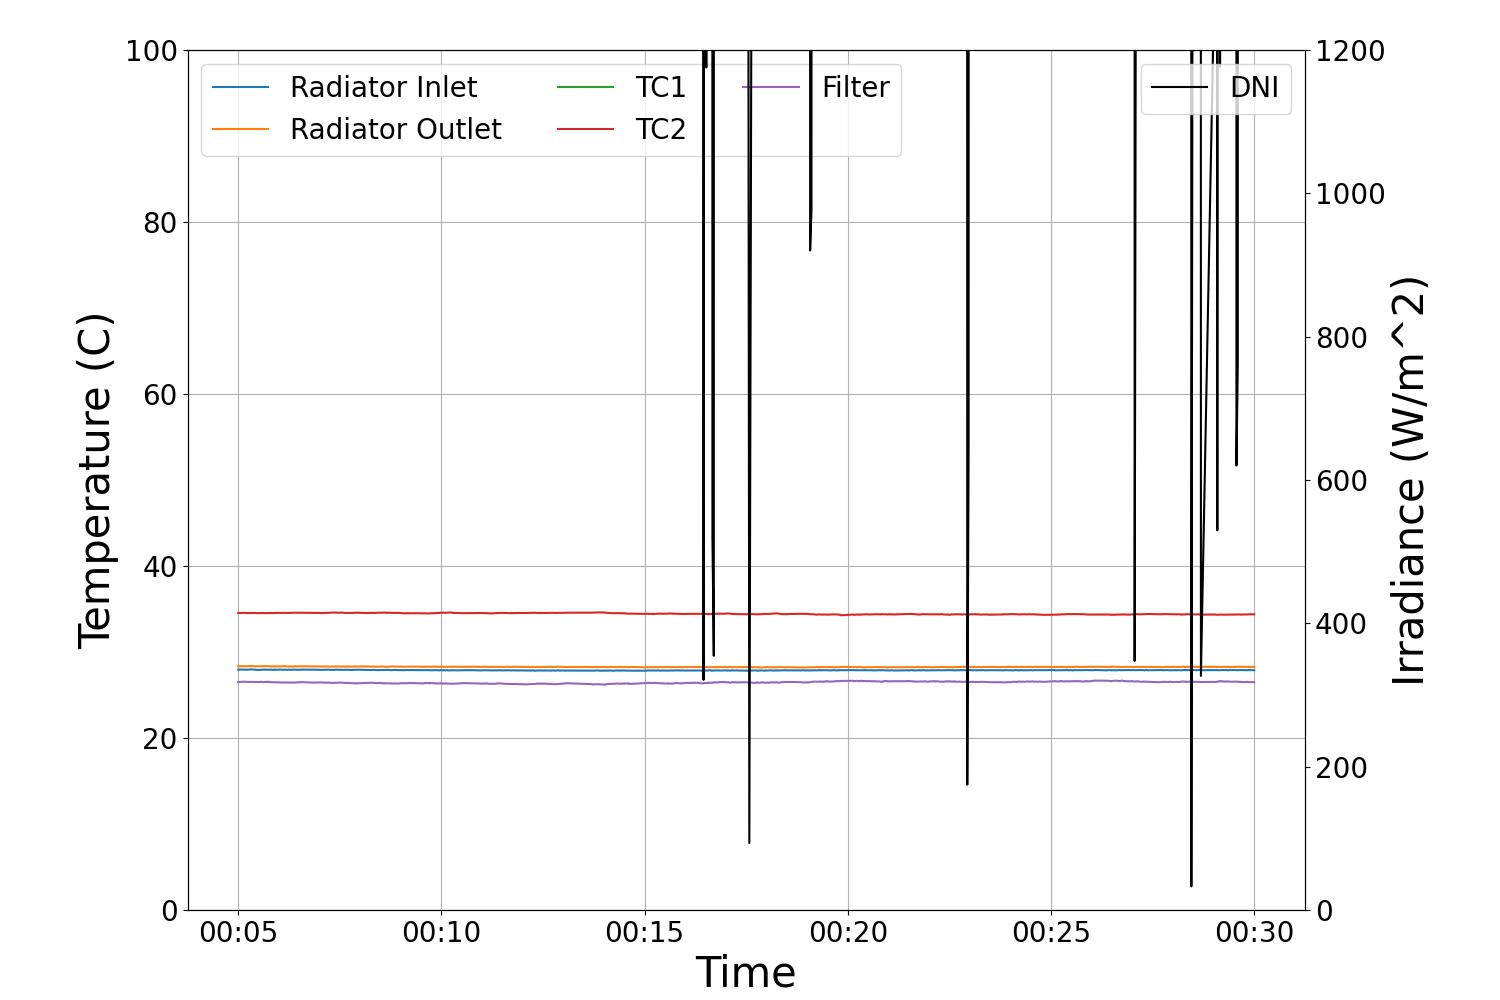 100
80
60
40
20
0
Temperature (C)
Radiator Inlet
Radiator Outlet
TC1
TC2
Filter
DNI
1200
1000
800
600
400
200
0
Irradiance (W/m^2)
00:05 00:10 00:15 00:20 00:25 00:30
Time